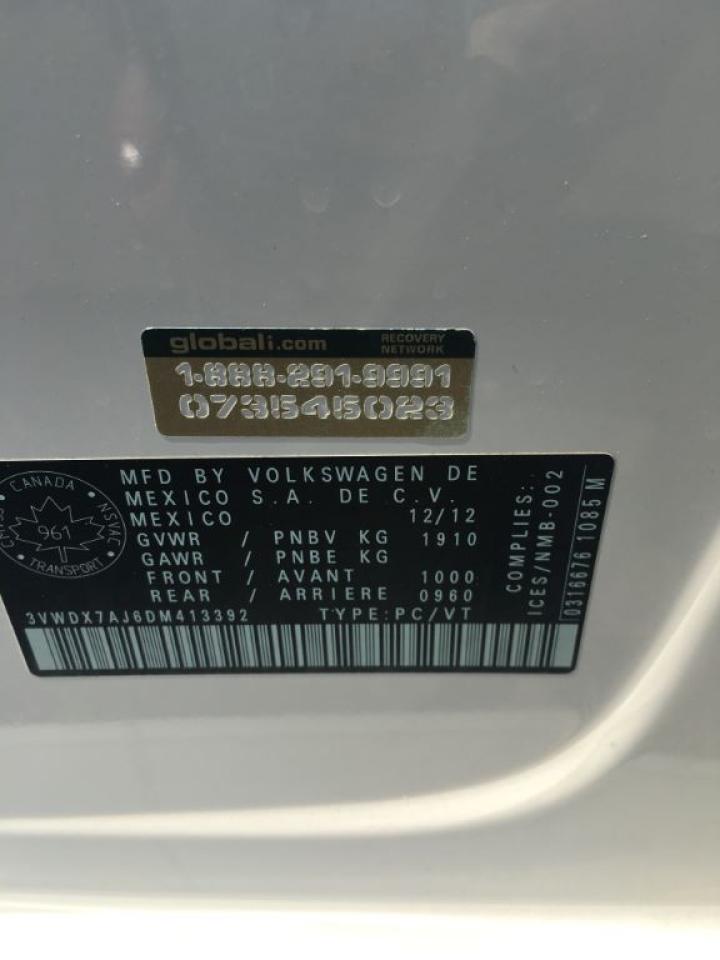 globali.com RECOVERY NETWORK
1-888-291-9991
073545023
CANADA
961
TRANSPORT
MFD BY VOLKSWAGEN DE
MEXICO S.A. DE C.V.
MEXICO 12/12
GVWR / PNBV KG 1910
GAWR / PNBE KG
FRONT / AVANT 1000
REAR / ARRIERE 0960
3VWDX7AJ6DM413392 TYPE:PC/VT
COMPLIES:
ICES/NMB-002
0316676 1085 M